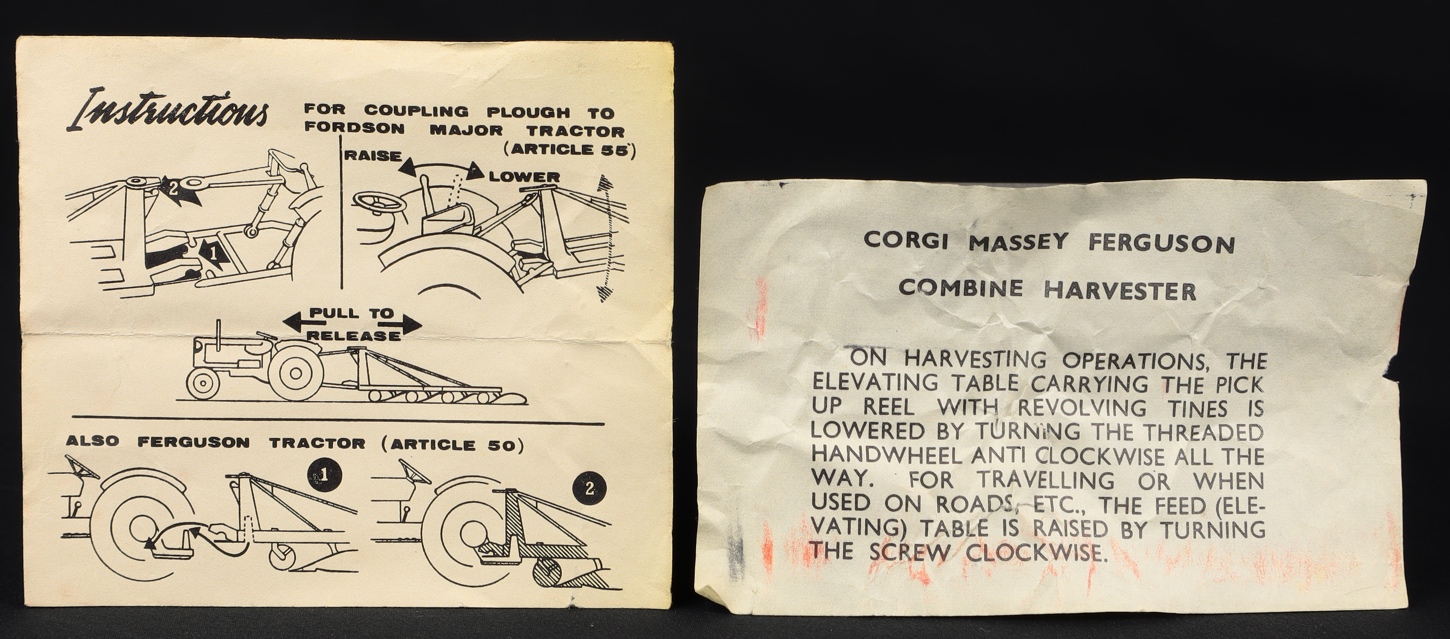 Instructions
FOR COUPLING PLOUGH TO
FORDSON MAJOR TRACTOR
(ARTICLE 55)
2
1
RAISE
LOWER
PULL TO
RELEASE
ALSO FERGUSON TRACTOR (ARTICLE 50)
1
2
CORGI MASSEY FERGUSON
COMBINE HARVESTER
ON HARVESTING OPERATIONS, THE
ELEVATING TABLE CARRYING THE PICK
UP REEL WITH REVOLVING TINES IS
LOWERED BY TURNING THE THREADED
HANDWHEEL ANTI CLOCKWISE ALL THE
WAY. FOR TRAVELLING OR WHEN
USED ON ROADS, ETC., THE FEED (ELE-
VATING) TABLE IS RAISED BY TURNING
THE SCREW CLOCKWISE.